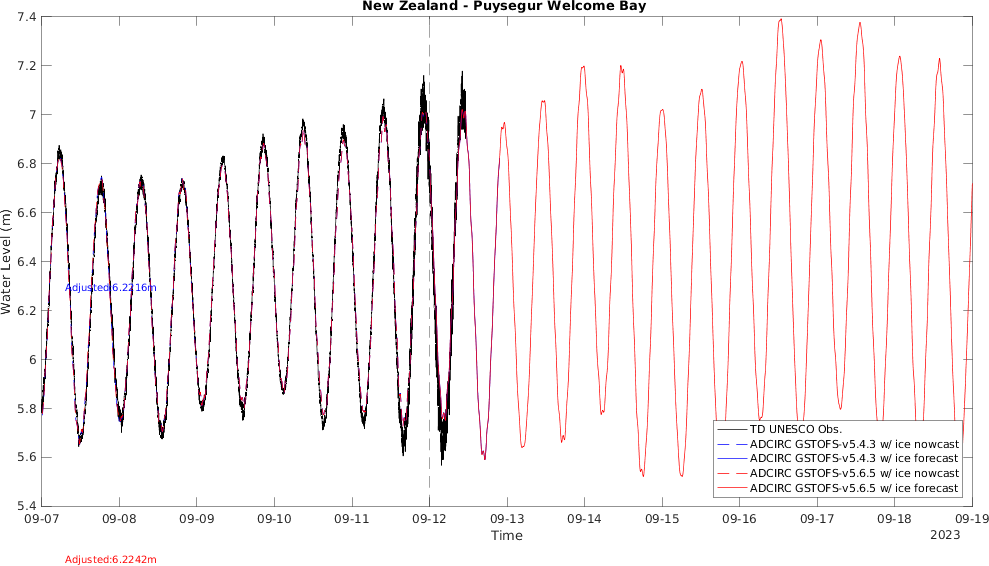 New Zealand - Puysegur Welcome Bay
7.4
7.2
7
6.8
6.6
6.4
6.2
6
5.8
5.6
5.4
Water Level (m)
Adjusted:6.2216m
TD UNESCO Obs.
ADCIRC GSTOFS-v5.4.3 w/ ice nowcast
ADCIRC GSTOFS-v5.4.3 w/ ice forecast
ADCIRC GSTOFS-v5.6.5 w/ ice nowcast
ADCIRC GSTOFS-v5.6.5 w/ ice forecast
09-07 09-08 09-09 09-10 09-11 09-12 09-13 09-14 09-15 09-16 09-17 09-18 09-19
Time
2023
Adjusted:6.2242m